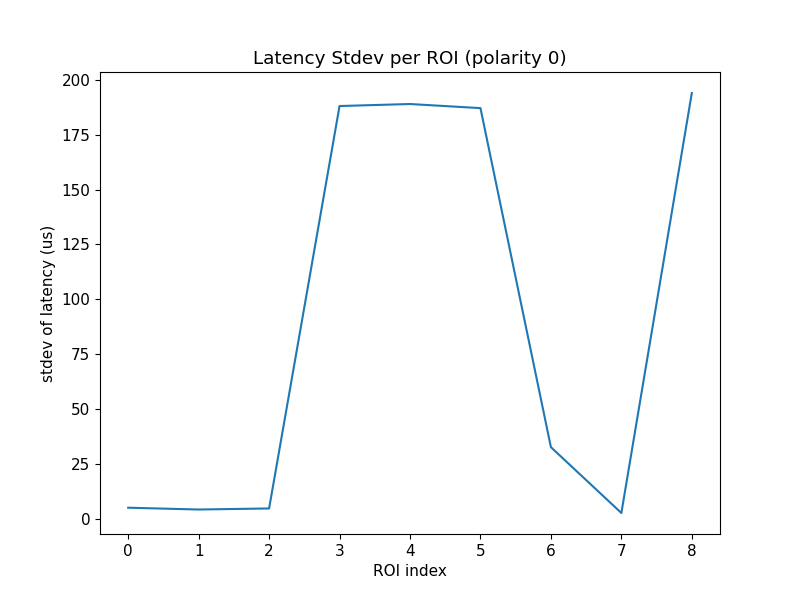 Latency Stdev per ROI (polarity 0)
200
175
150
125
100
75
50
25
0
stdev of latency (us)
0 1 2 3 4 5 6 7 8
ROI index